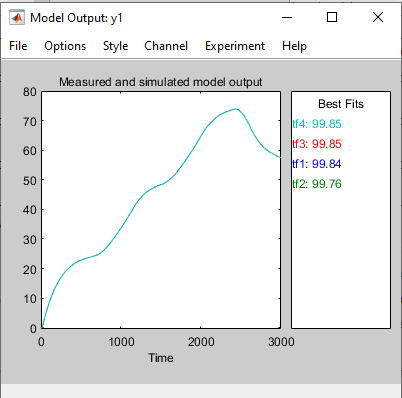 Model Output: y1
File Options Style Channel Experiment Help
Measured and simulated model output
80
70
60
50
40
30
20
10
0
0 1000 2000 3000
Time
Best Fits
tf4: 99.85
tf3: 99.85
tf1: 99.84
tf2: 99.76